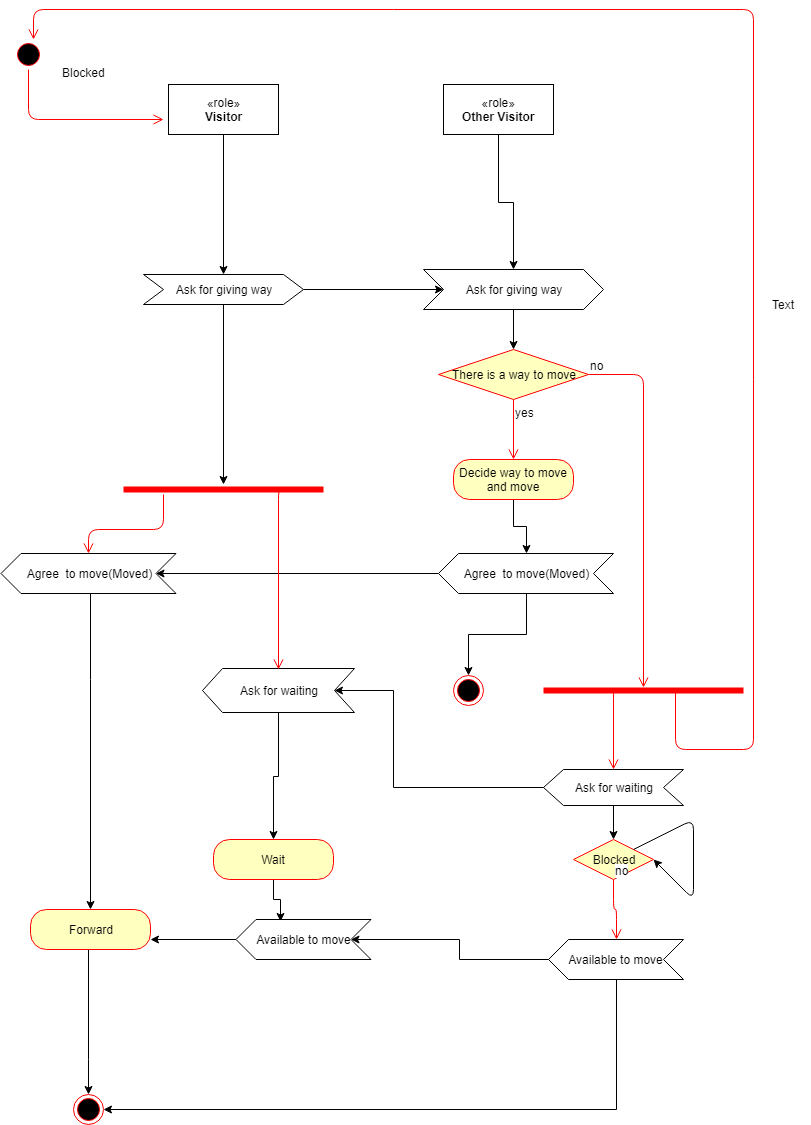 Blocked
«role»
Visitor
«role»
Other Visitor
Ask for giving way
Ask for giving way
Text
There is a way to move
no
yes
Decide way to move
and move
Agree  to move(Moved)
Agree  to move(Moved)
Ask for waiting
Ask for waiting
Wait
Blocked
no
Forward
Available to move
Available to move